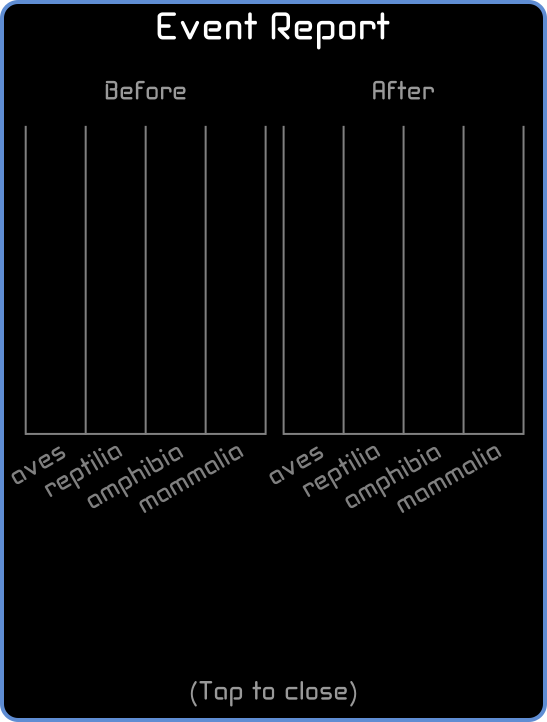 Event Report
Before After
aves reptilia amphibia mammalia aves reptilia amphibia mammalia
(Tap to close)